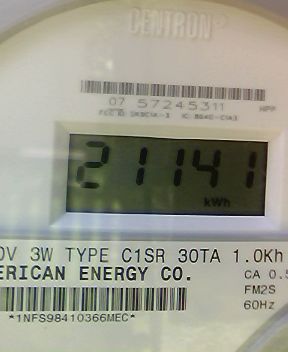 CENTRON
07 57245311
21141
kWh
0V 3W TYPE C1SR 30TA 1.0Kh
ERICAN ENERGY CO.
CA 0.5
FM2S
60Hz
*1NFS98410366MEC*